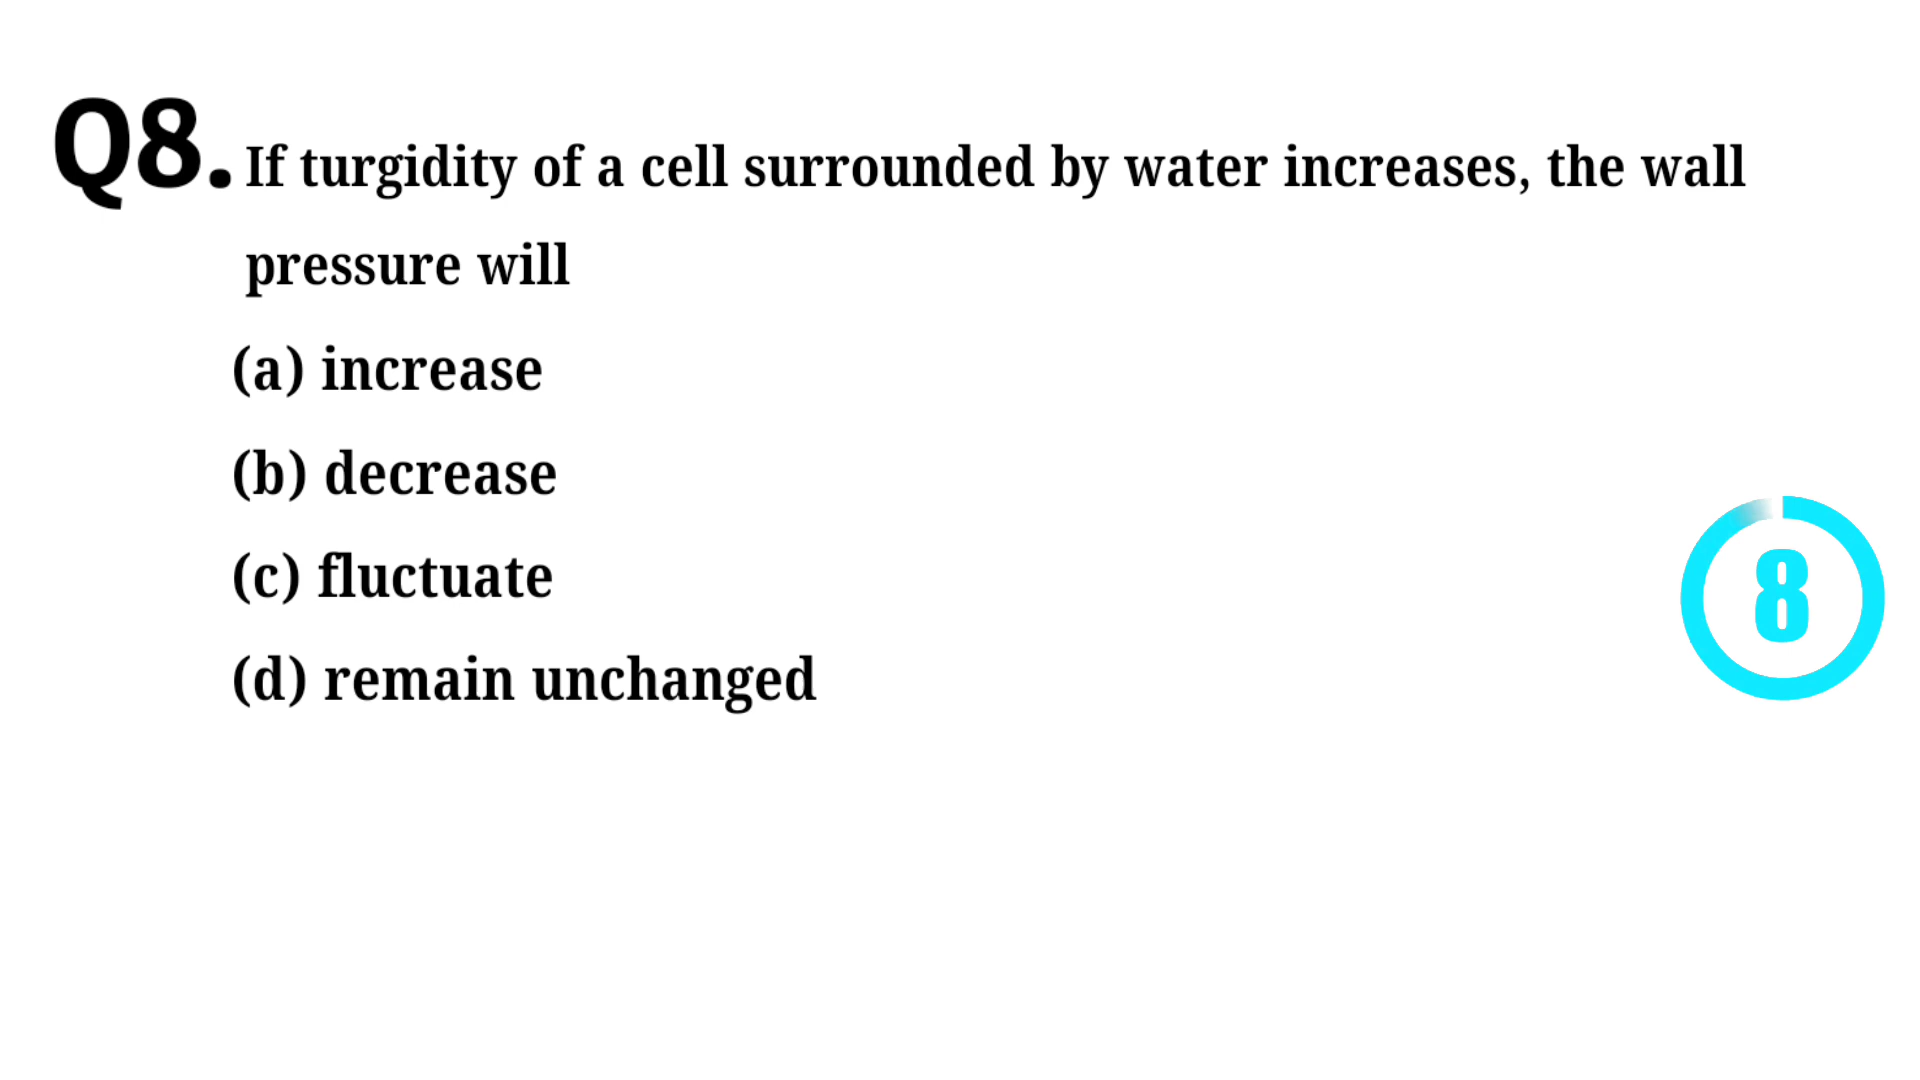 Q8. If turgidity of a cell surrounded by water increases, the wall
pressure will
(a) increase
(b) decrease
(c) fluctuate
(d) remain unchanged
8